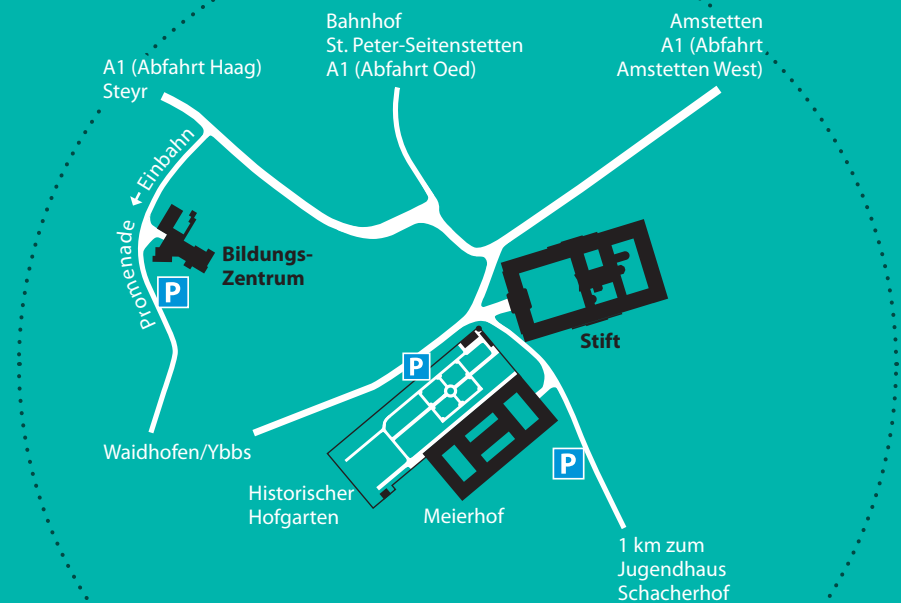 Bahnhof
St. Peter-Seitenstetten
A1 (Abfahrt Oed)
Amstetten
A1 (Abfahrt
Amstetten West)
A1 (Abfahrt Haag)
Steyr
Einbahn
Promenade
Bildungs-
Zentrum
P
Stift
P
Waidhofen/Ybbs
P
Historischer
Hofgarten
Meierhof
1 km zum
Jugendhaus
Schacherhof